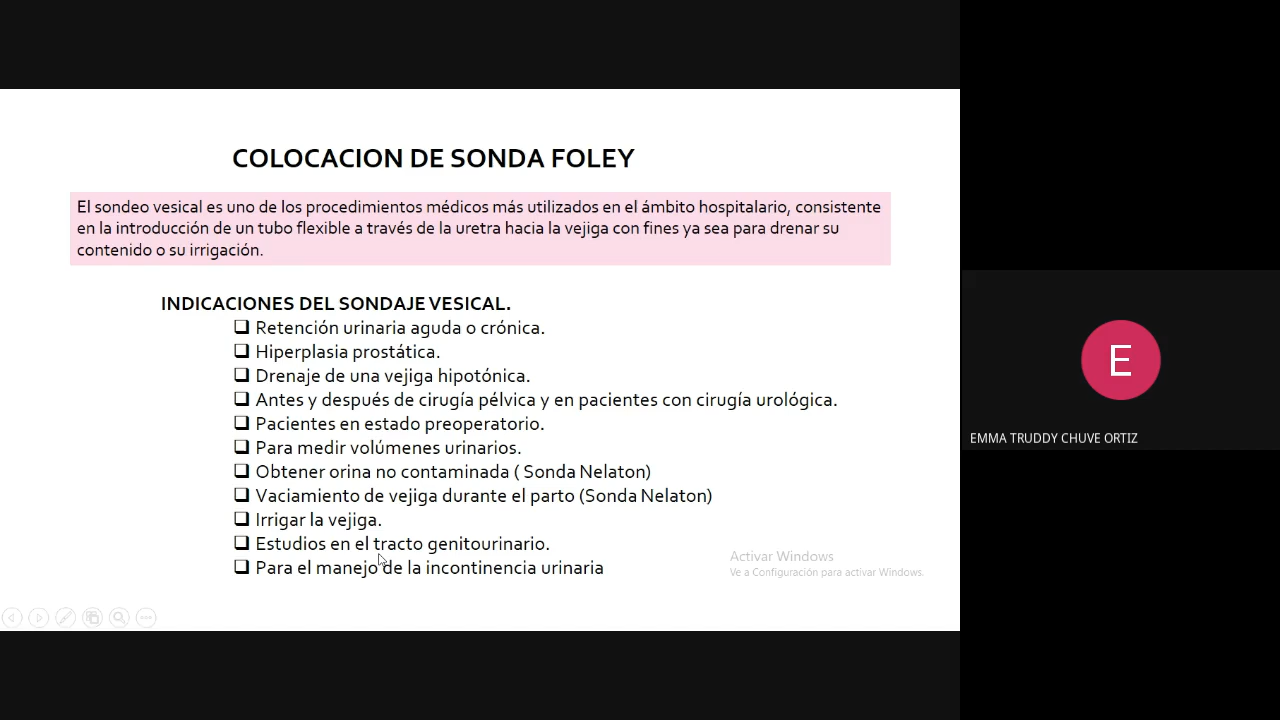 COLOCACION DE SONDA FOLEY
El sondeo vesical es uno de los procedimientos médicos más utilizados en el ámbito hospitalario, consistente
en la introducción de un tubo flexible a través de la uretra hacia la vejiga con fines ya sea para drenar su
contenido o su irrigación.
INDICACIONES DEL SONDAJE VESICAL.
Retención urinaria aguda o crónica.
Hiperplasia prostática.
Drenaje de una vejiga hipotónica.
Antes y después de cirugía pélvica y en pacientes con cirugía urológica.
Pacientes en estado preoperatorio.
Para medir volúmenes urinarios.
Obtener orina no contaminada ( Sonda Nelaton)
Vaciamiento de vejiga durante el parto (Sonda Nelaton)
Irrigar la vejiga.
Estudios en el tracto genitourinario.
Para el manejo de la incontinencia urinaria
Activar Windows
Ve a Configuración para activar Windows.
E
EMMA TRUDDY CHUVE ORTIZ